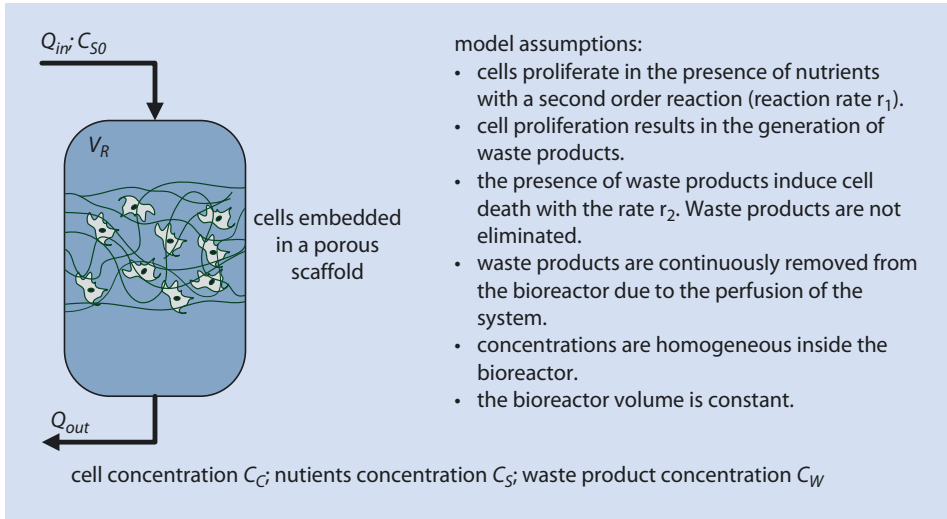 Q_in; C_S0
V_R
cells embedded
in a porous
scaffold
Q_out
model assumptions:
• cells proliferate in the presence of nutrients
with a second order reaction (reaction rate r_1).
• cell proliferation results in the generation of
waste products.
• the presence of waste products induce cell
death with the rate r_2. Waste products are not
eliminated.
• waste products are continuously removed from
the bioreactor due to the perfusion of the
system.
• concentrations are homogeneous inside the
bioreactor.
• the bioreactor volume is constant.
cell concentration C_C; nutients concentration C_S; waste product concentration C_W